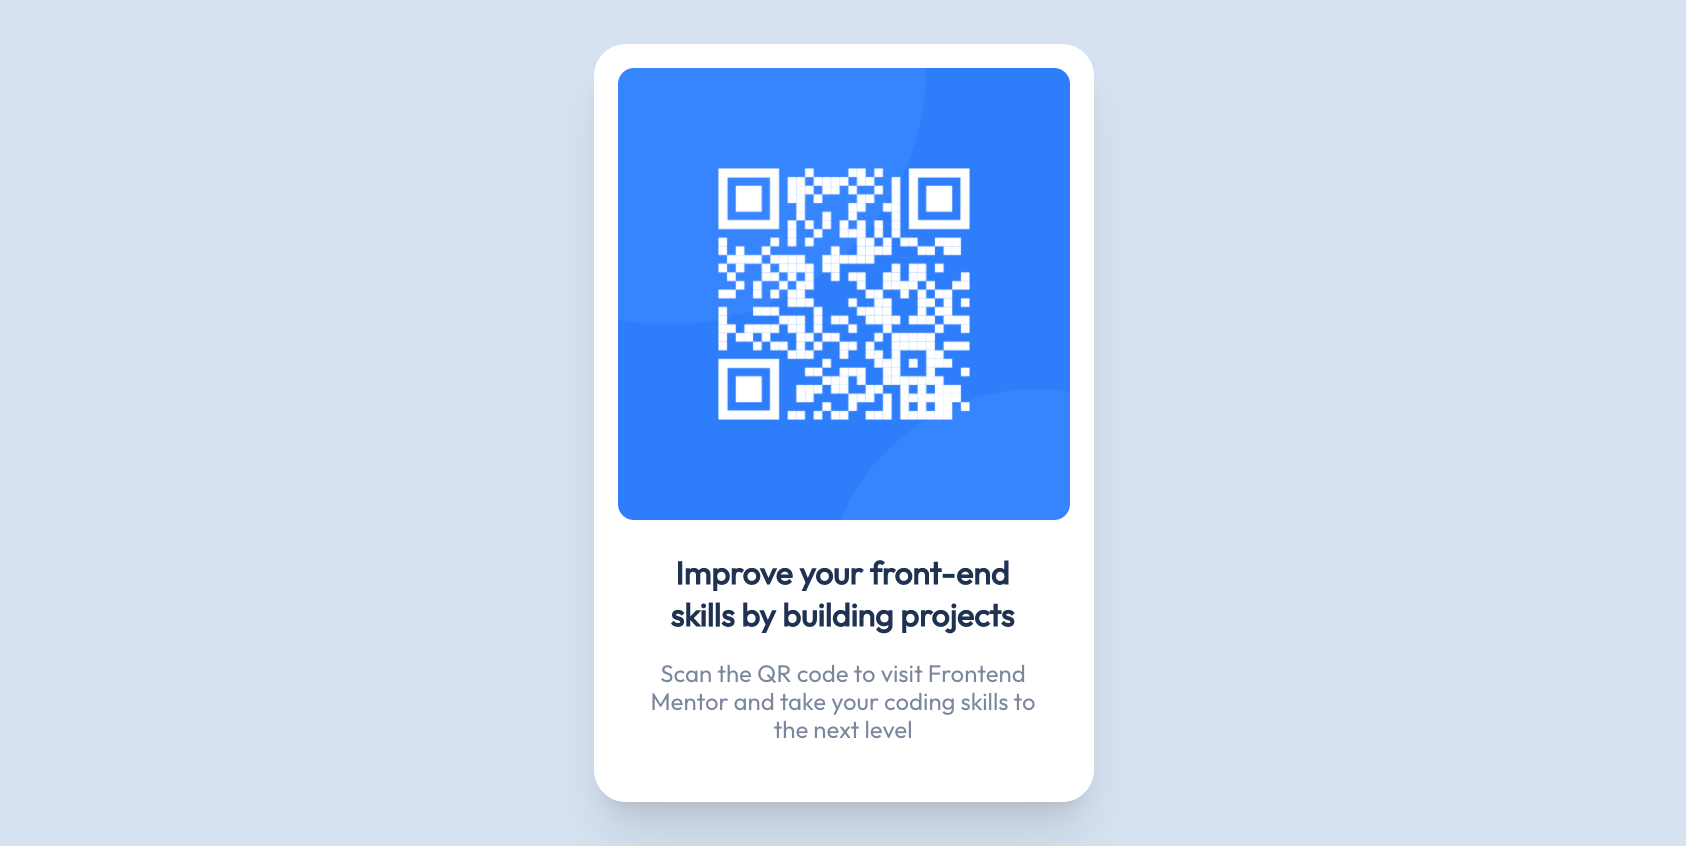 Improve your front-end
skills by building projects
Scan the QR code to visit Frontend
Mentor and take your coding skills to
the next level